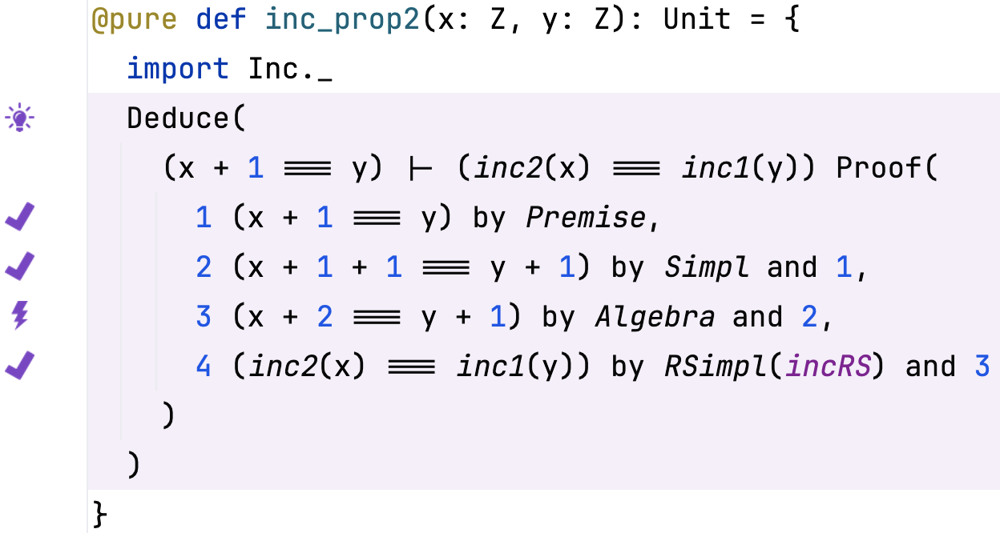 @pure def inc_prop2(x: Z, y: Z): Unit = {
  import Inc._
  Deduce(
    (x + 1 ≡ y) ⊢ (inc2(x) ≡ inc1(y)) Proof(
      1 (x + 1 ≡ y) by Premise,
      2 (x + 1 + 1 ≡ y + 1) by Simpl and 1,
      3 (x + 2 ≡ y + 1) by Algebra and 2,
      4 (inc2(x) ≡ inc1(y)) by RSimpl(incRS) and 3
    )
  )
}